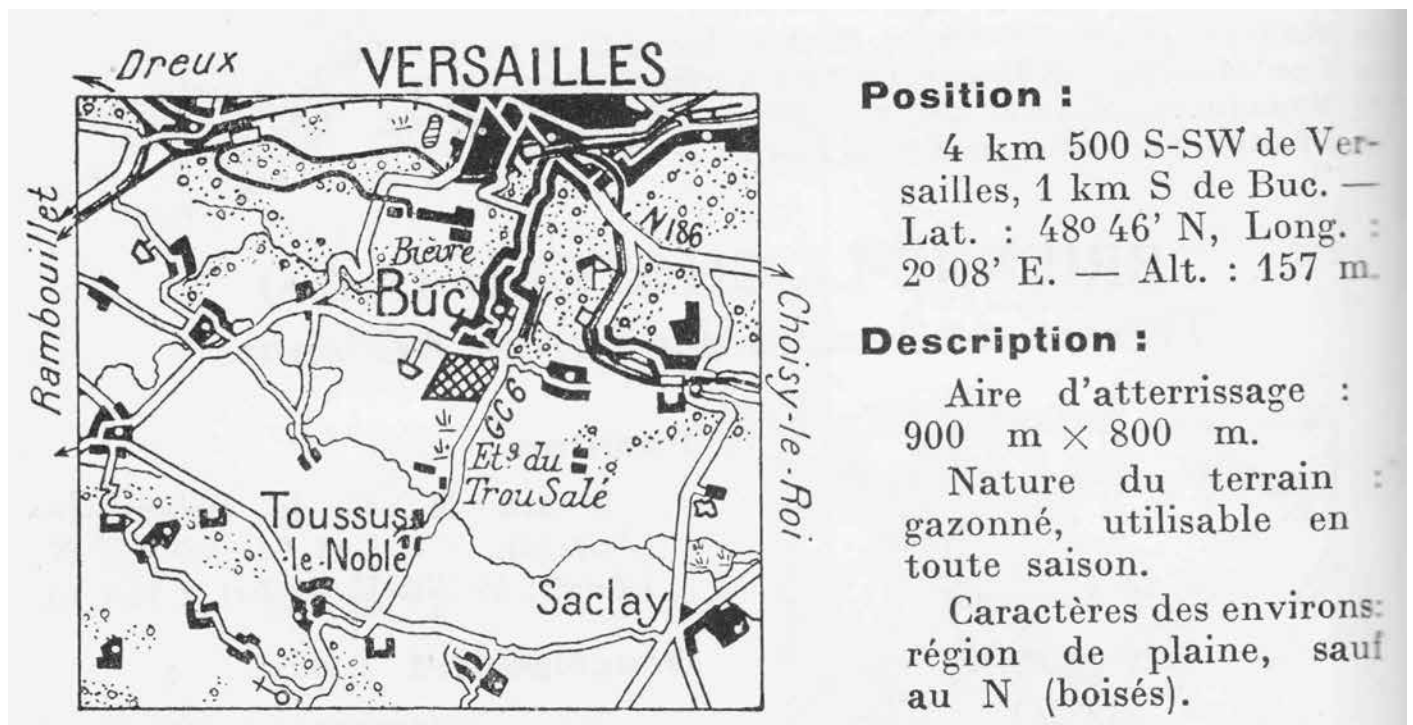 Dreux
VERSAILLES
Rambouillet
N186
Bièvre
Buc
Choisy-le-Roi
GC6
Etg du
Trou Salé
Toussus
le Noble
Saclay
Position :
4 km 500 S-SW de Ver-
sailles, 1 km S de Buc. —
Lat. : 48º 46' N, Long. :
2º 08' E. — Alt. : 157 m.
Description :
Aire d'atterrissage :
900 m × 800 m.
Nature du terrain :
gazonné, utilisable en
toute saison.
Caractères des environs:
région de plaine, sauf
au N (boisés).